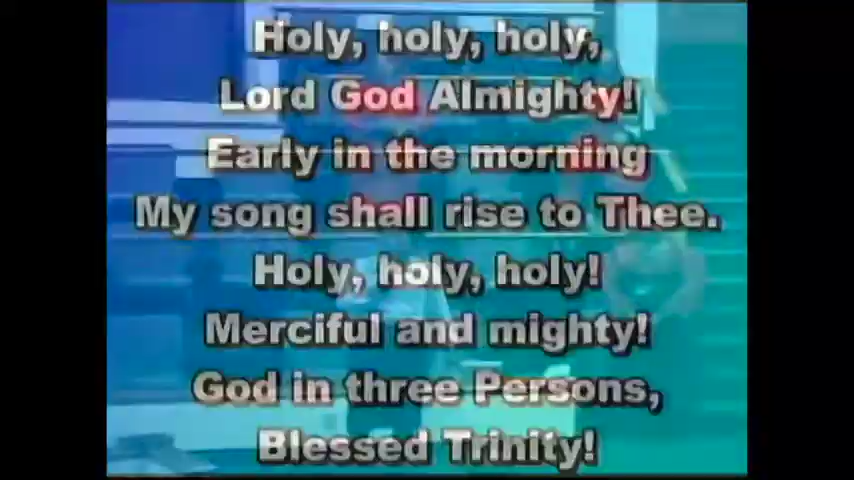 Holy, holy, holy,
Lord God Almighty!
Early in the morning
My song shall rise to Thee.
Holy, holy, holy!
Merciful and mighty!
God in three Persons,
Blessed Trinity!